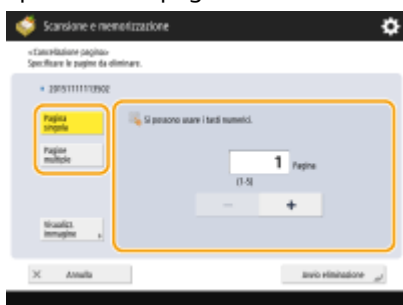 Scansione e memorizzazione
<Cancellazione pagina>
Specificare le pagine da eliminare.
20151111113502
Pagina
singola
Si possono usare i tasti numerici.
Pagine
multiple
1 Pagina
(1-5)
− +
Visualizz.
immagine
Annulla
Avvio eliminazione